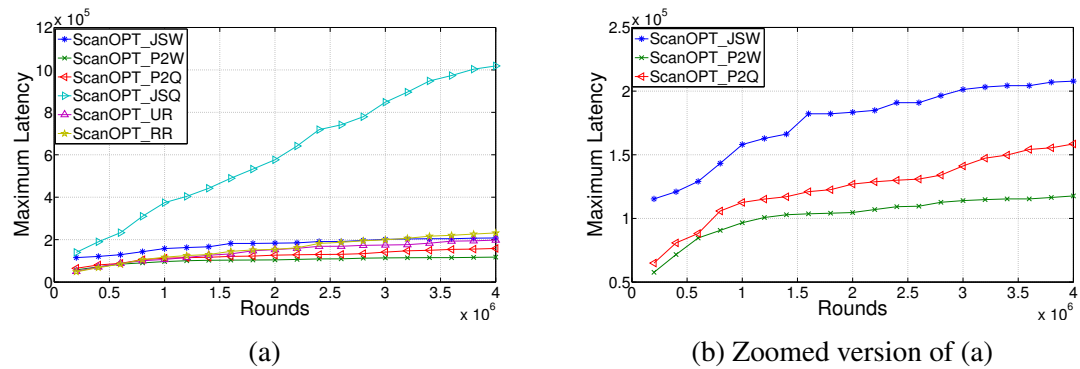 x 10^5
12
10
8
6
4
2
0
Maximum Latency
ScanOPT_JSW
ScanOPT_P2W
ScanOPT_P2Q
ScanOPT_JSQ
ScanOPT_UR
ScanOPT_RR
0 0.5 1 1.5 2 2.5 3 3.5 4
Rounds
x 10^6
(a)
x 10^5
2.5
2
1.5
1
0.5
Maximum Latency
ScanOPT_JSW
ScanOPT_P2W
ScanOPT_P2Q
0 0.5 1 1.5 2 2.5 3 3.5 4
Rounds
x 10^6
(b) Zoomed version of (a)